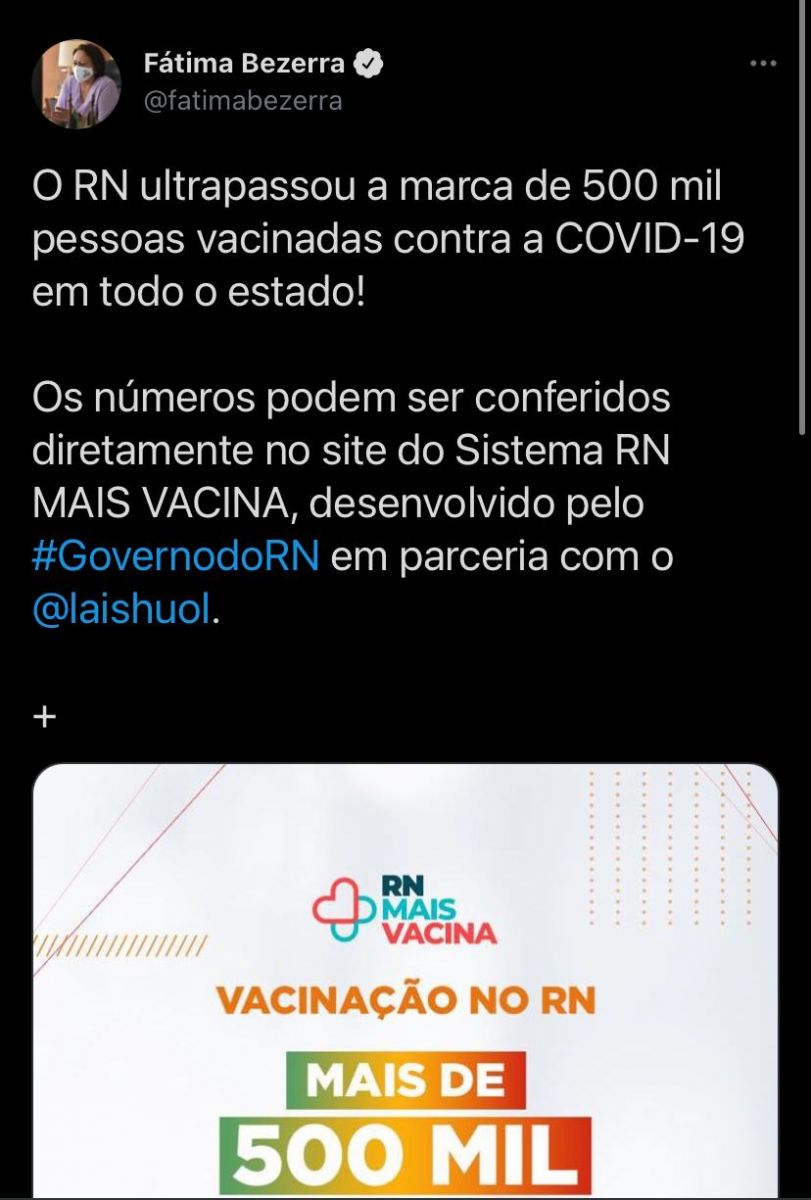 Fátima Bezerra
@fatimabezerra
O RN ultrapassou a marca de 500 mil
pessoas vacinadas contra a COVID-19
em todo o estado!
Os números podem ser conferidos
diretamente no site do Sistema RN
MAIS VACINA, desenvolvido pelo
#GovernodoRN em parceria com o
@laishuol.
+
RN
MAIS
VACINA
VACINAÇÃO NO RN
MAIS DE
500 MIL